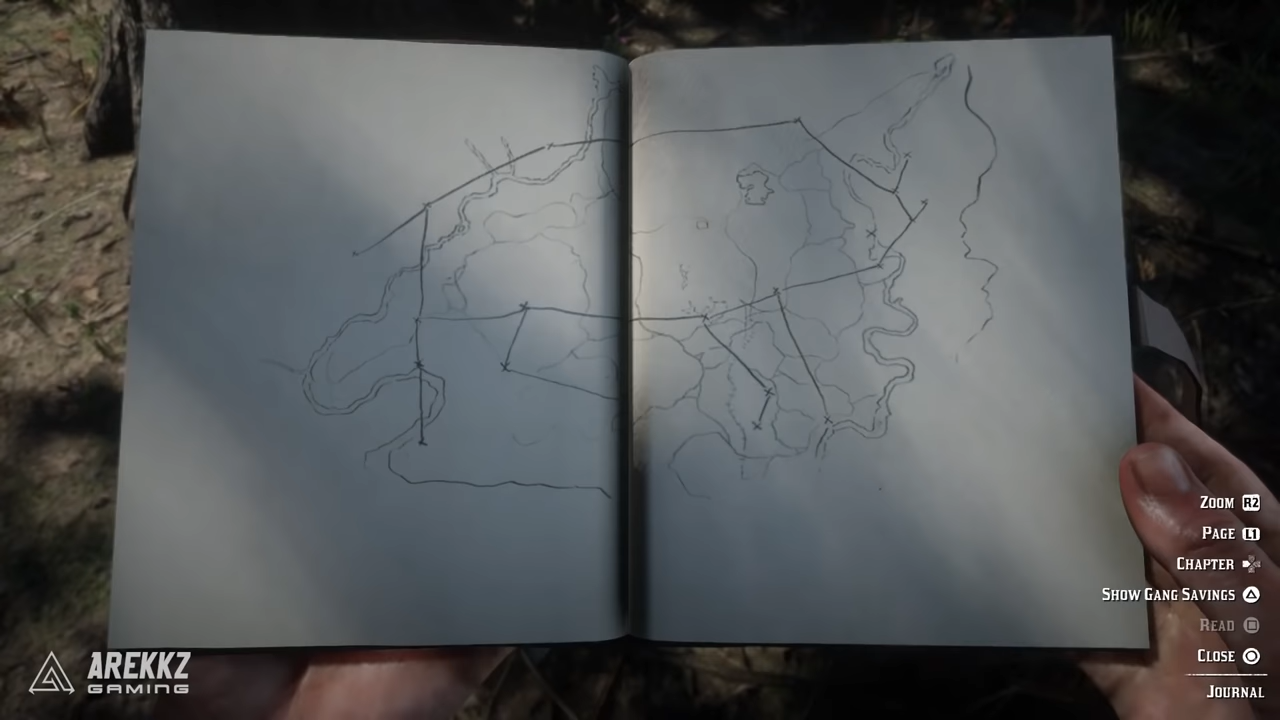 ZOOM R2
PAGE L1
CHAPTER
SHOW GANG SAVINGS
READ
CLOSE
JOURNAL
AREKKZ
GAMING